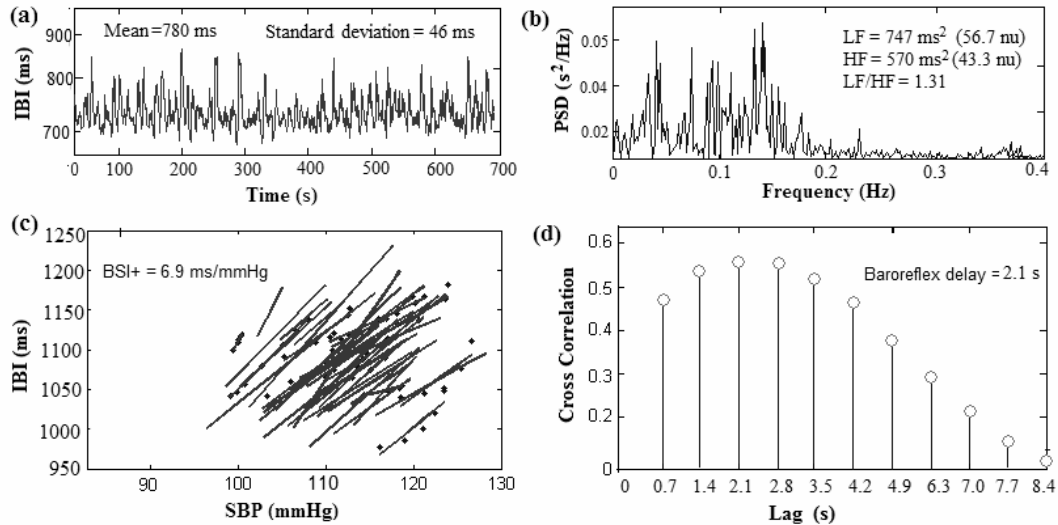 (a)
Mean=780 ms
Standard deviation = 46 ms
IBI (ms)
900
800
700
0 100 200 300 400 500 600 700
Time (s)
(b)
LF = 747 ms² (56.7 nu)
HF = 570 ms² (43.3 nu)
LF/HF = 1.31
PSD (s²/Hz)
0.05
0.04
0.02
0 0.1 0.2 0.3 0.4
Frequency (Hz)
(c)
BSI+ = 6.9 ms/mmHg
IBI (ms)
1250
1200
1150
1100
1050
1000
950
90 100 110 120 130
SBP (mmHg)
(d)
Baroreflex delay = 2.1 s
Cross Correlation
0.6
0.5
0.4
0.3
0.2
0
0 0.7 1.4 2.1 2.8 3.5 4.2 4.9 6.3 7.0 7.7 8.4
Lag (s)